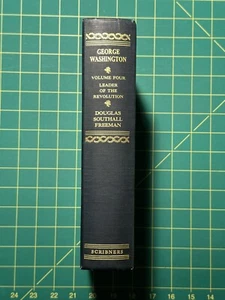 GEORGE
WASHINGTON
VOLUME FOUR
LEADER
OF THE
REVOLUTION
DOUGLAS
SOUTHALL
FREEMAN
SCRIBNERS
24 23 22 21 20 19 18 17 16 15 14